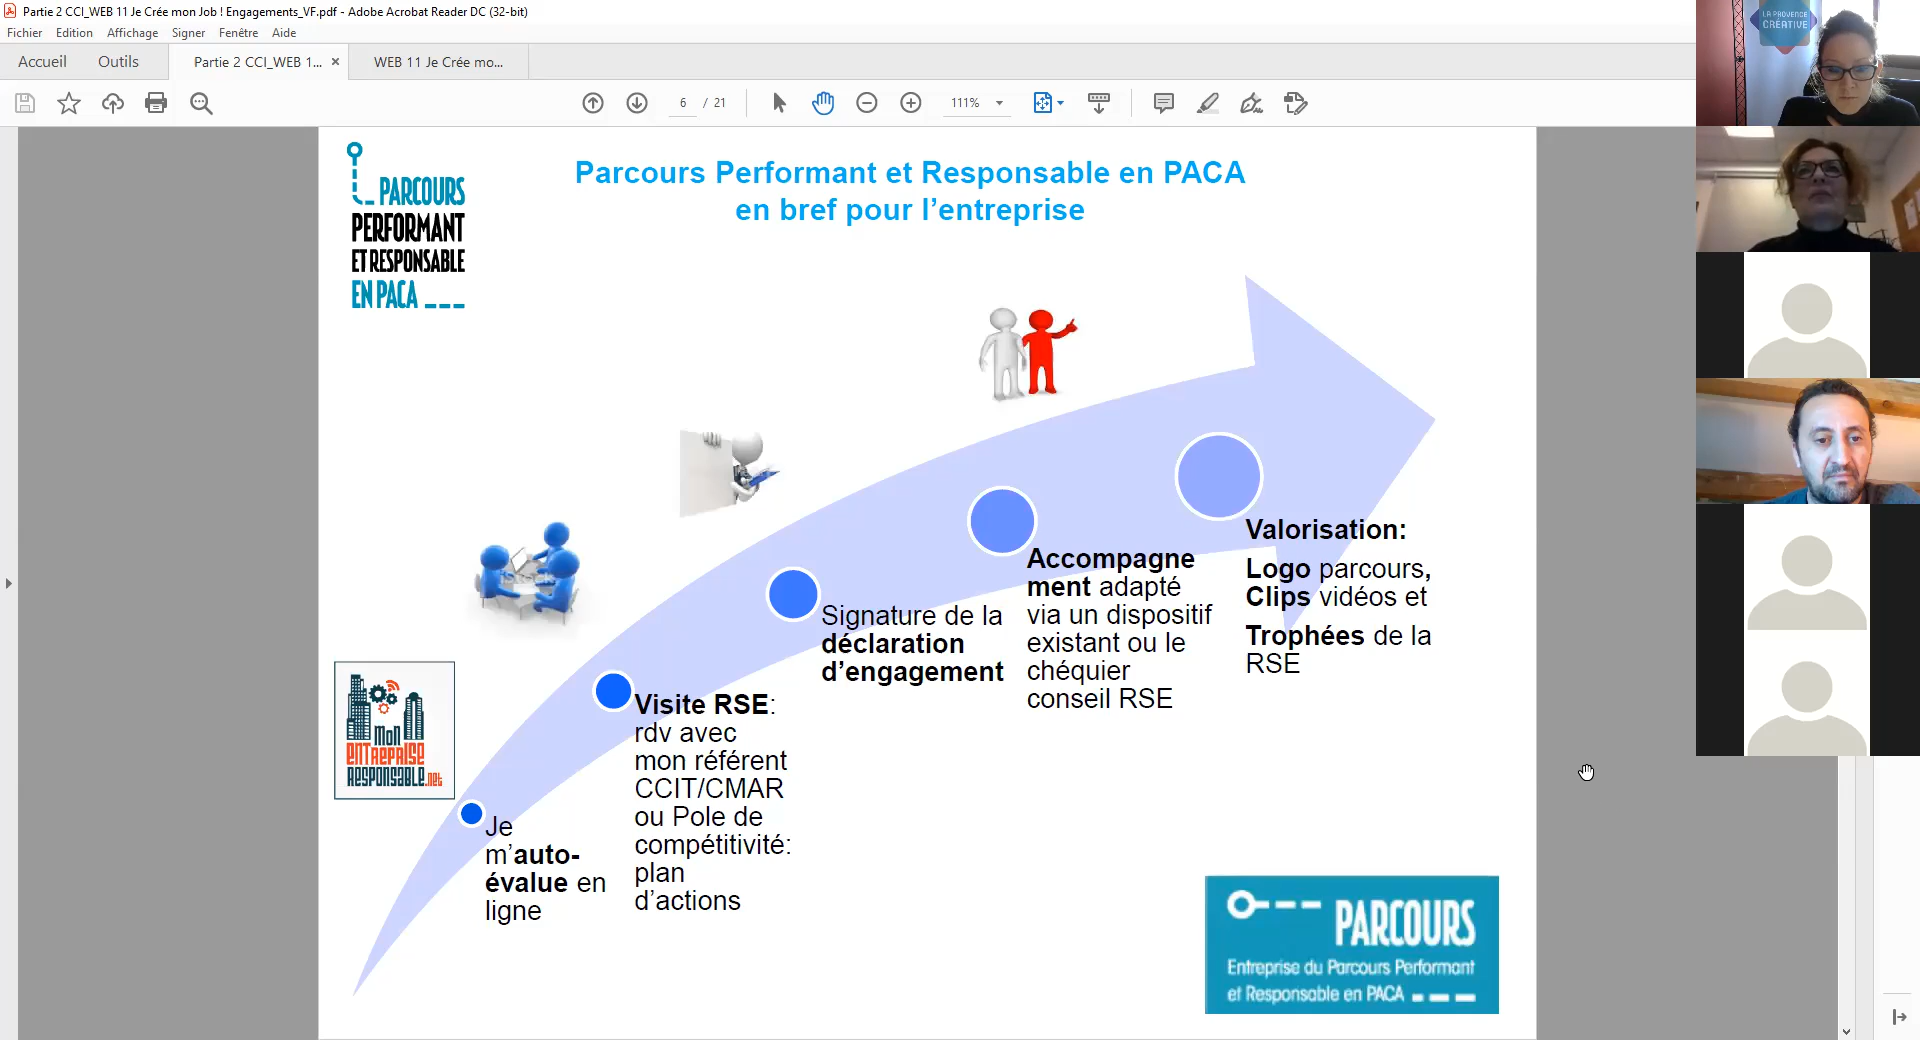 Partie 2 CCI_WEB 11 Je Crée mon Job ! Engagements_VF.pdf - Adobe Acrobat Reader DC (32-bit)
Fichier Edition Affichage Signer Fenêtre Aide
Accueil Outils Partie 2 CCI_WEB 1... × WEB 11 Je Crée mo...
6 / 21 111%
LA PROVENCE
CRÉATIVE
PARCOURS
PERFORMANT
ET RESPONSABLE
EN PACA
Parcours Performant et Responsable en PACA
en bref pour l’entreprise
MON
ENTREPRISE
RESPONSABLE.net
Je
m’auto-
évalue en
ligne
Visite RSE:
rdv avec
mon référent
CCIT/CMAR
ou Pole de
compétitivité:
plan
d’actions
Signature de la
déclaration
d’engagement
Accompagne
ment adapté
via un dispositif
existant ou le
chéquier
conseil RSE
Valorisation:
Logo parcours,
Clips vidéos et
Trophées de la
RSE
PARCOURS
Entreprise du Parcours Performant
et Responsable en PACA